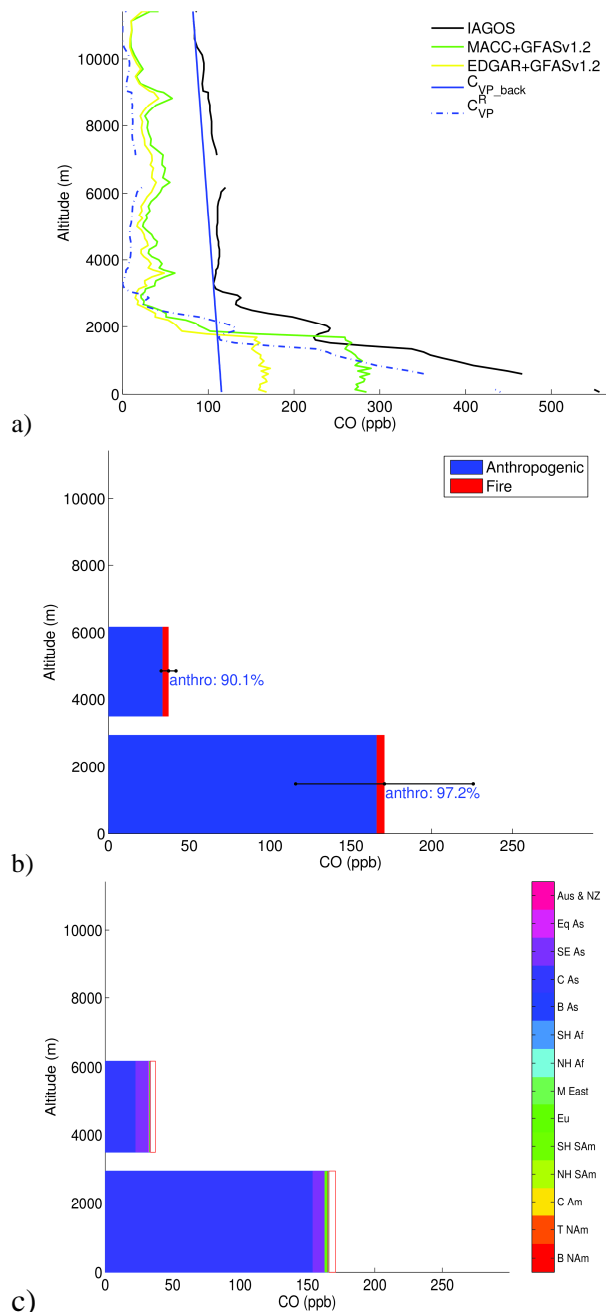 IAGOS
MACC+GFASv1.2
EDGAR+GFASv1.2
C_VP_back
C^R_VP
10000
8000
6000
4000
2000
0
Altitude (m)
0 100 200 300 400 500
CO (ppb)
a)
Anthropogenic
Fire
10000
8000
6000
4000
2000
0
Altitude (m)
anthro: 90.1%
anthro: 97.2%
0 50 100 150 200 250
CO (ppb)
b)
10000
8000
6000
4000
2000
0
Altitude (m)
0 50 100 150 200 250
CO (ppb)
Aus & NZ
Eq As
SE As
C As
B As
SH Af
NH Af
M East
Eu
SH SAm
NH SAm
C Am
T NAm
B NAm
c)